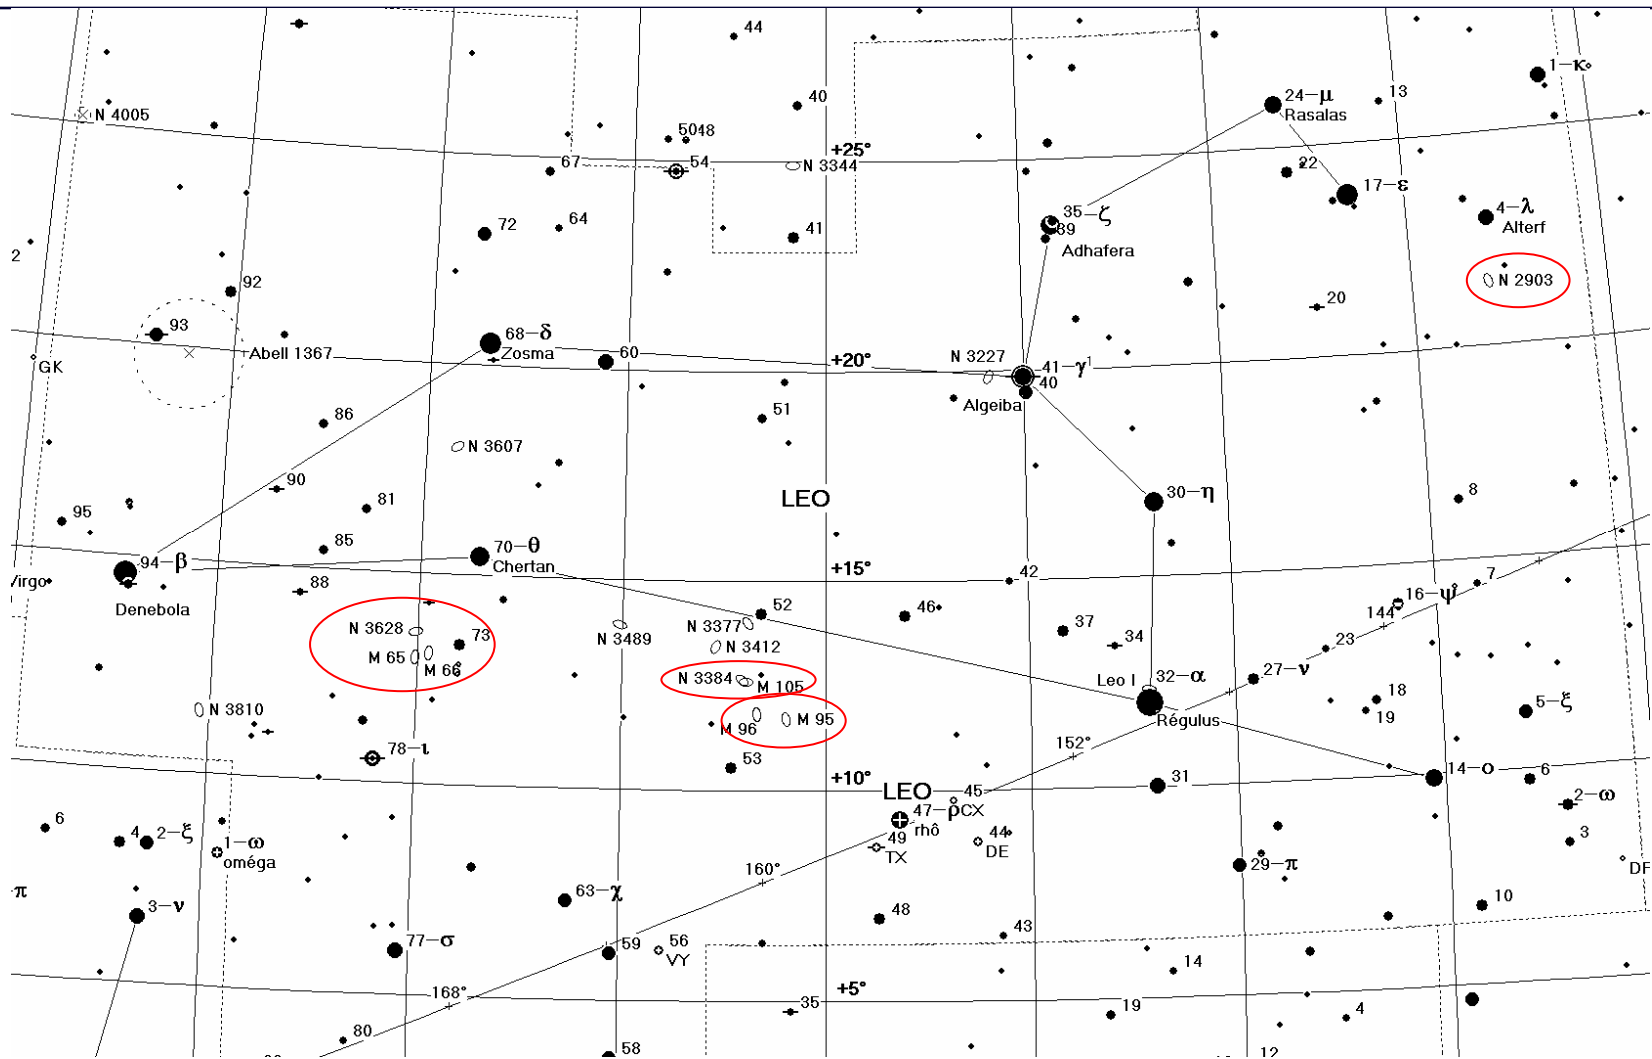 44
1–κ
40
24–μ
13
Rasalas
N 4005
5048
+25°
67
54
N 3344
22
17–ε
35–ζ
4–λ
72
64
41
39
Alterf
Adhafera
2
92
N 2903
20
93
68–δ
Abell 1367
Zosma
60
+20°
N 3227
41–γ1
GK
40
Algeiba
86
51
N 3607
90
LEO
30–η
8
81
95
85
70–θ
94–β
Chertan
+15°
42
7
Virgo
88
16–ψ
Denebola
52
46
144
N 3628
73
N 3489
N 3377
37
34
23
M 65
N 3412
M 66
N 3384
Leo I
32–α
27–ν
M 105
18
5–ξ
N 3810
M 96
M 95
Régulus
19
78–ι
152°
53
+10°
31
14–ο
6
LEO
45
2–ω
47–ρ
CX
6
4
2–ξ
1–ω
rhô
44
3
oméga
49
TX
DE
160°
29–π
DF
π
63–χ
3–ν
48
10
77–σ
59
56
43
VY
14
168°
+5°
35
19
4
80
58
12